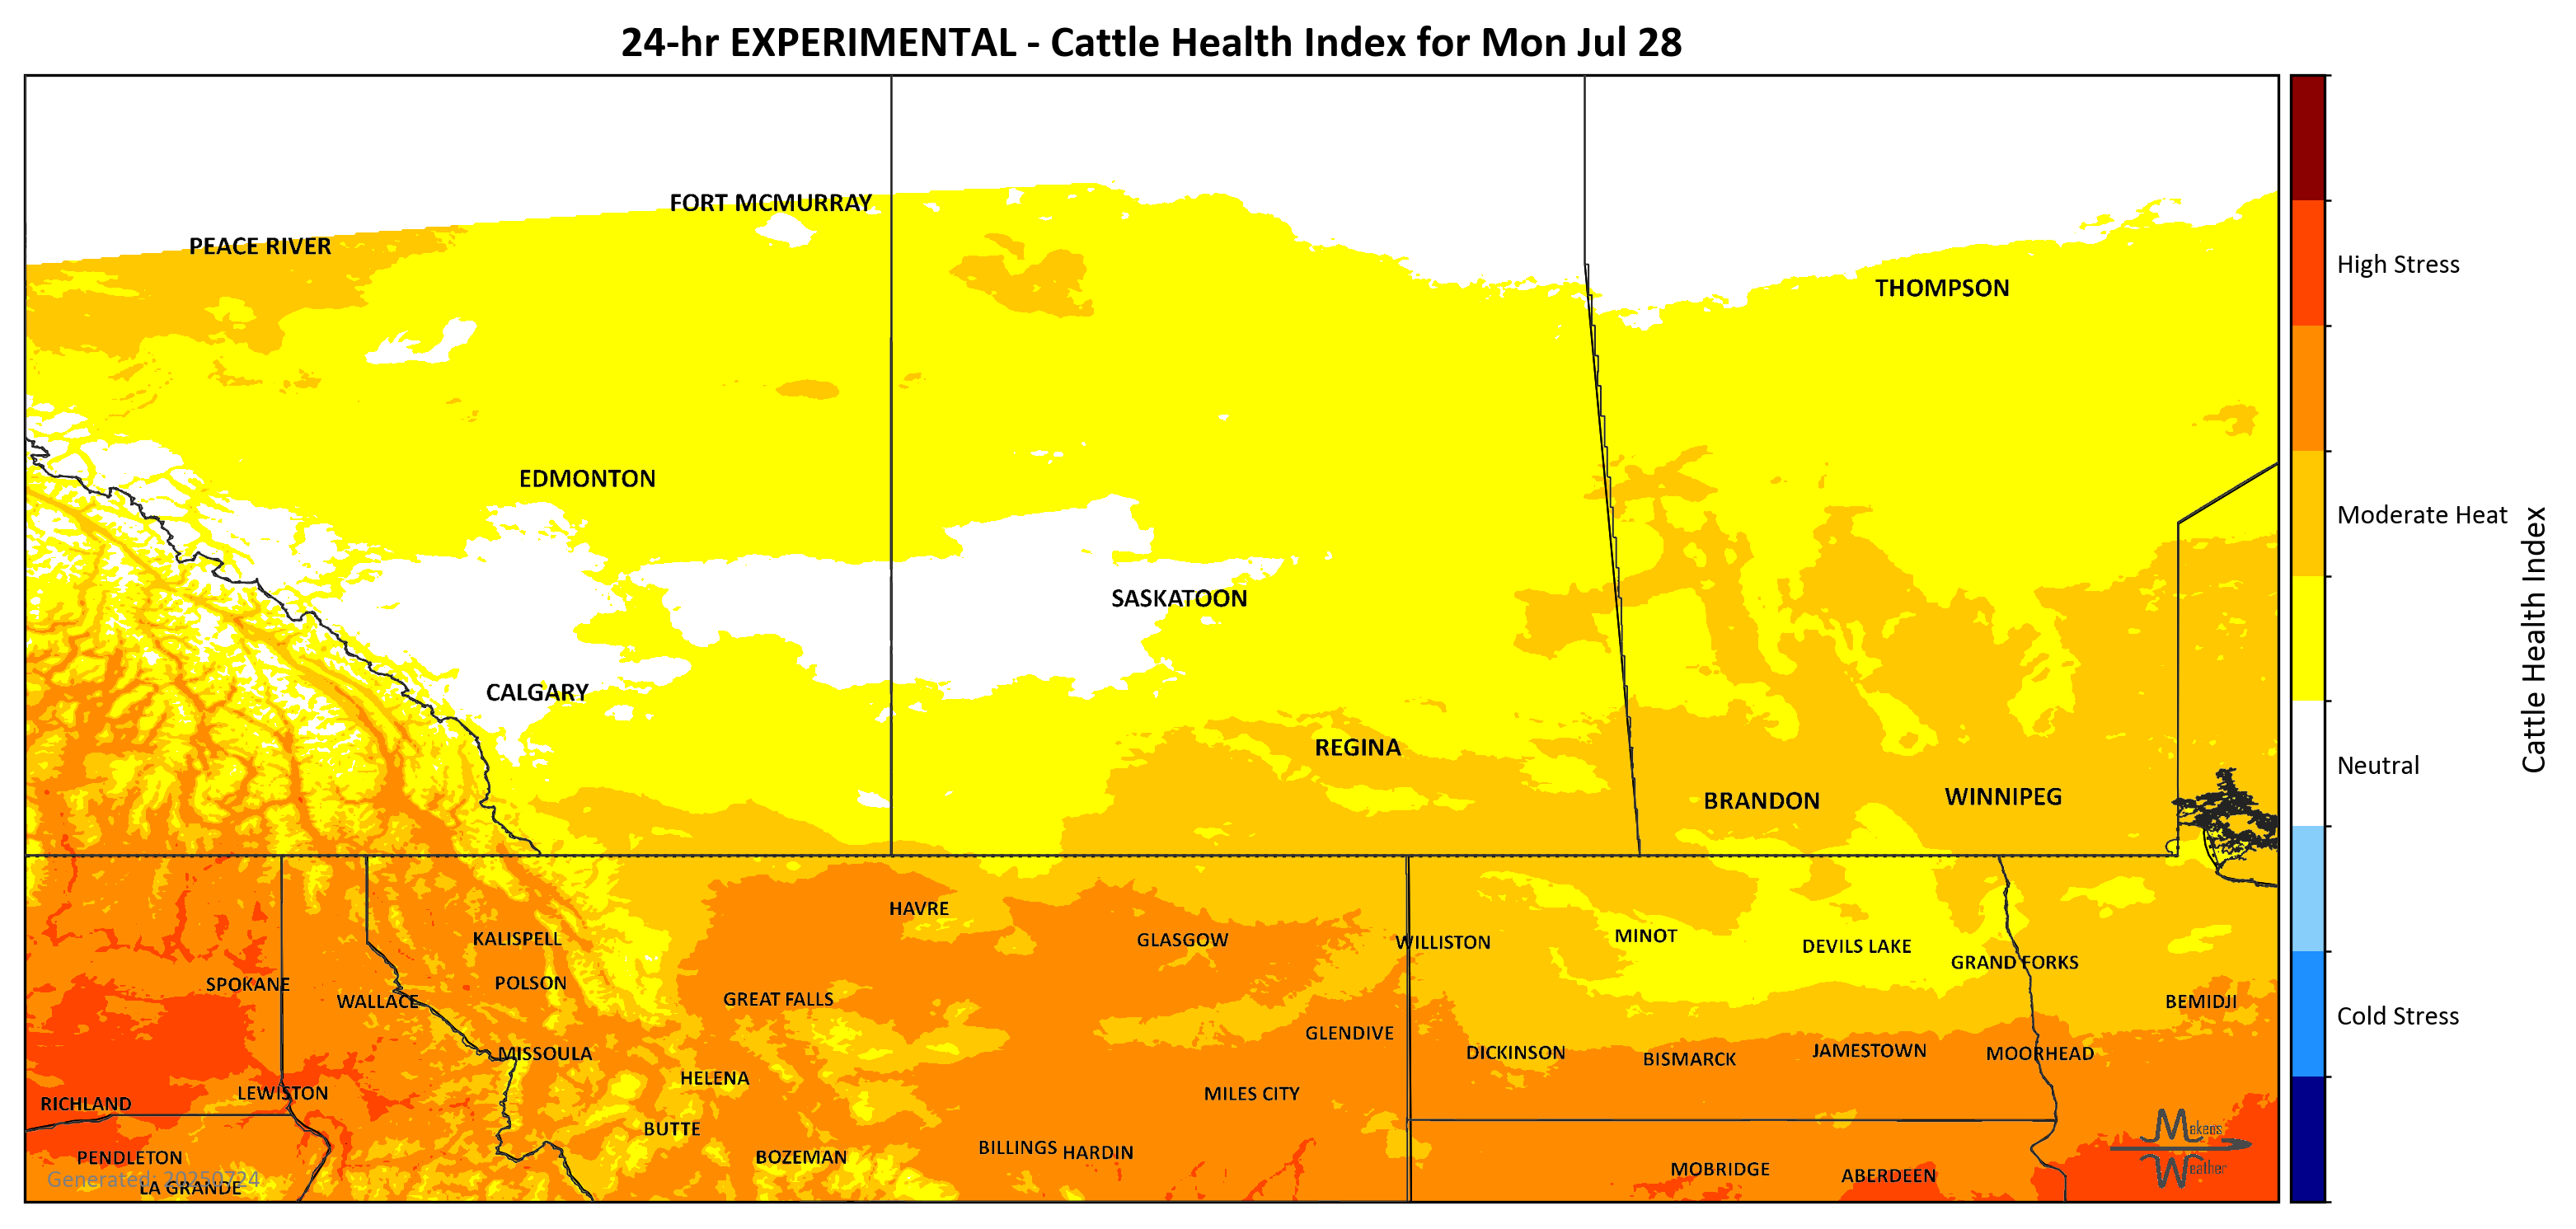 24-hr EXPERIMENTAL - Cattle Health Index for Mon Jul 28
FORT MCMURRAY
PEACE RIVER
THOMPSON
EDMONTON
SASKATOON
CALGARY
REGINA
BRANDON
WINNIPEG
HAVRE
KALISPELL
GLASGOW
WILLISTON
MINOT
DEVILS LAKE
GRAND FORKS
SPOKANE
POLSON
WALLACE
GREAT FALLS
BEMIDJI
GLENDIVE
MISSOULA
DICKINSON
BISMARCK
JAMESTOWN
MOORHEAD
HELENA
LEWISTON
MILES CITY
RICHLAND
BUTTE
BILLINGS
HARDIN
PENDLETON
BOZEMAN
MOBRIDGE
ABERDEEN
Generated: 20250724
LA GRANDE
Makens
Weather
High Stress
Moderate Heat
Neutral
Cold Stress
Cattle Health Index